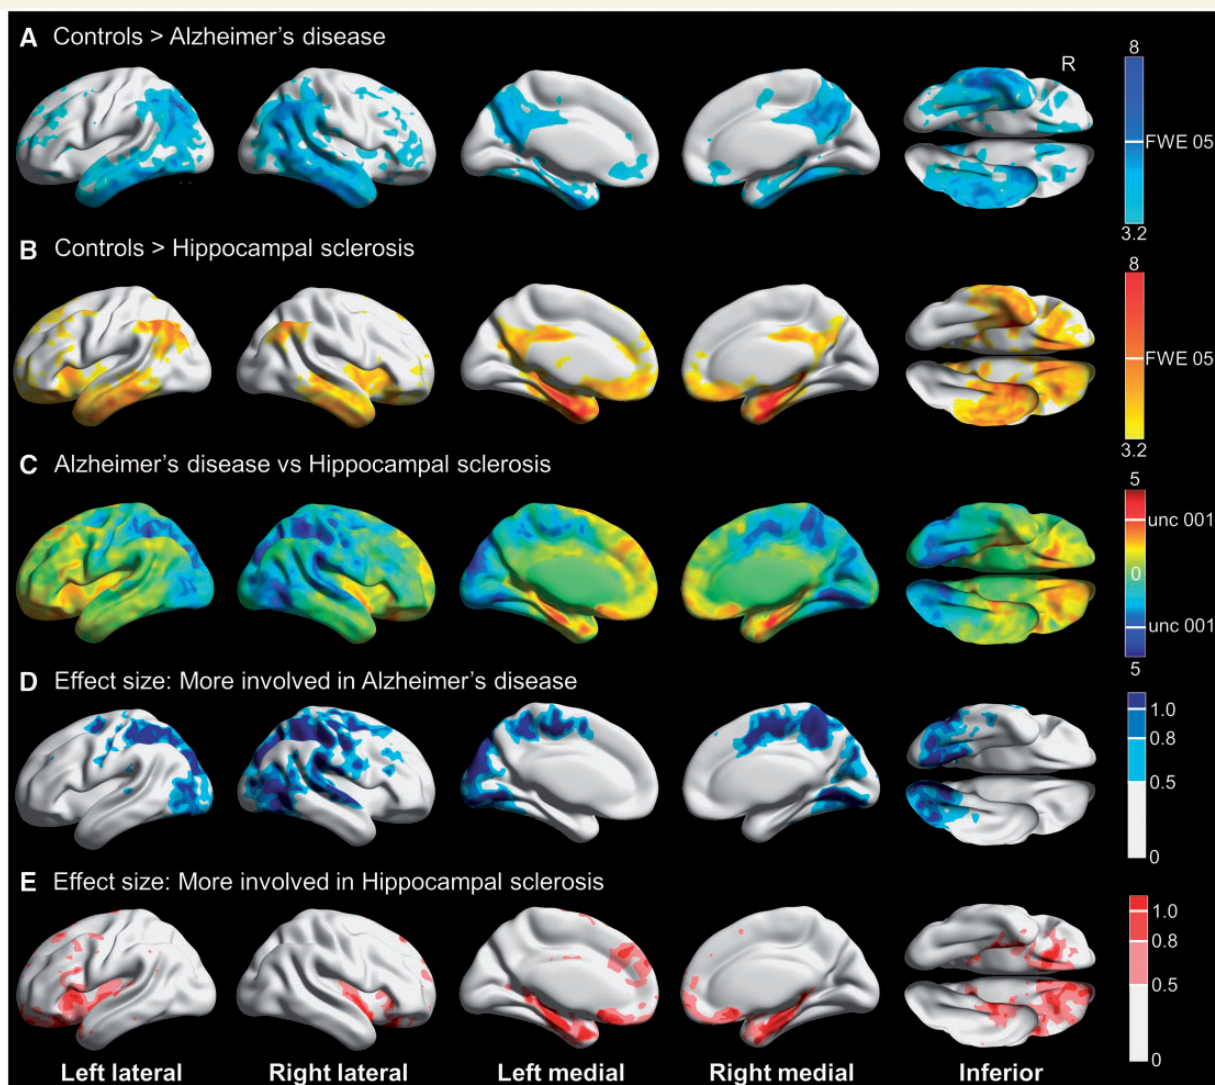 A Controls > Alzheimer's disease
8
R
FWE 05
3.2
B Controls > Hippocampal sclerosis
8
FWE 05
3.2
C Alzheimer's disease vs Hippocampal sclerosis
5
unc 001
0
unc 001
5
D Effect size: More involved in Alzheimer's disease
1.0
0.8
0.5
0
E Effect size: More involved in Hippocampal sclerosis
1.0
0.8
0.5
0
Left lateral Right lateral Left medial Right medial Inferior